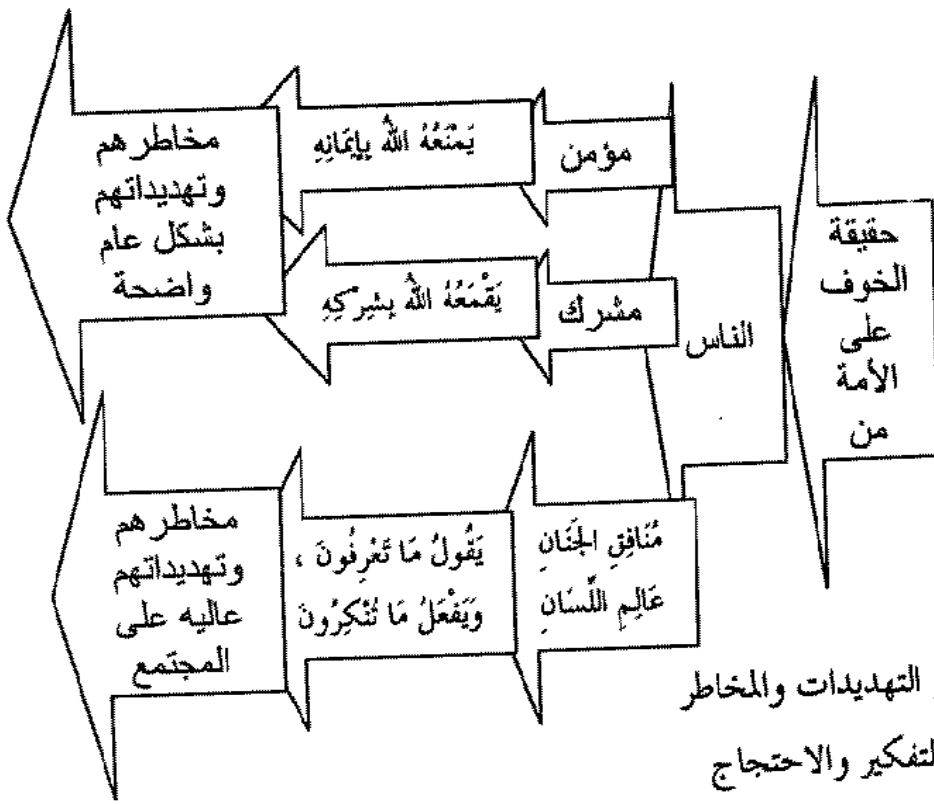 حقيقة
الخوف
على
الأمة
من
الناس
مؤمن
يَمْنَعُهُ اللهُ بِإِيمَانِهِ
مخاطرهم
وتهديداتهم
بشكل عام
واضحة
مشرك
يَقْمَعُهُ اللهُ بِشِرْكِهِ
مُنَافِقِ الجَنَانِ
عَالِمِ اللِّسَانِ
يَقُولُ مَا تَعْرِفُونَ ،
وَيَفْعَلُ مَا تُنْكِرُونَ
مخاطرهم
وتهديداتهم
عاليه على
المجتمع
التهديدات والمخاطر
لتفكير والاحتجاج